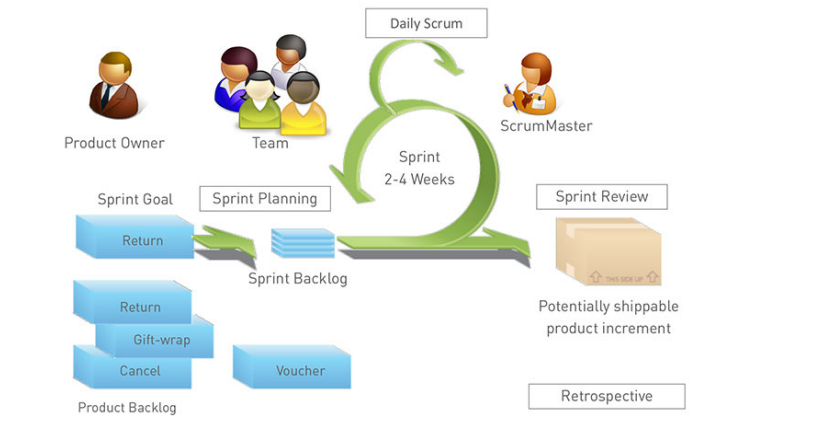 Daily Scrum
Product Owner
Team
ScrumMaster
Sprint
2-4 Weeks
Sprint Goal
Sprint Planning
Sprint Review
Return
Sprint Backlog
THIS SIDE UP
Potentially shippable
product increment
Return
Gift-wrap
Cancel
Voucher
Product Backlog
Retrospective